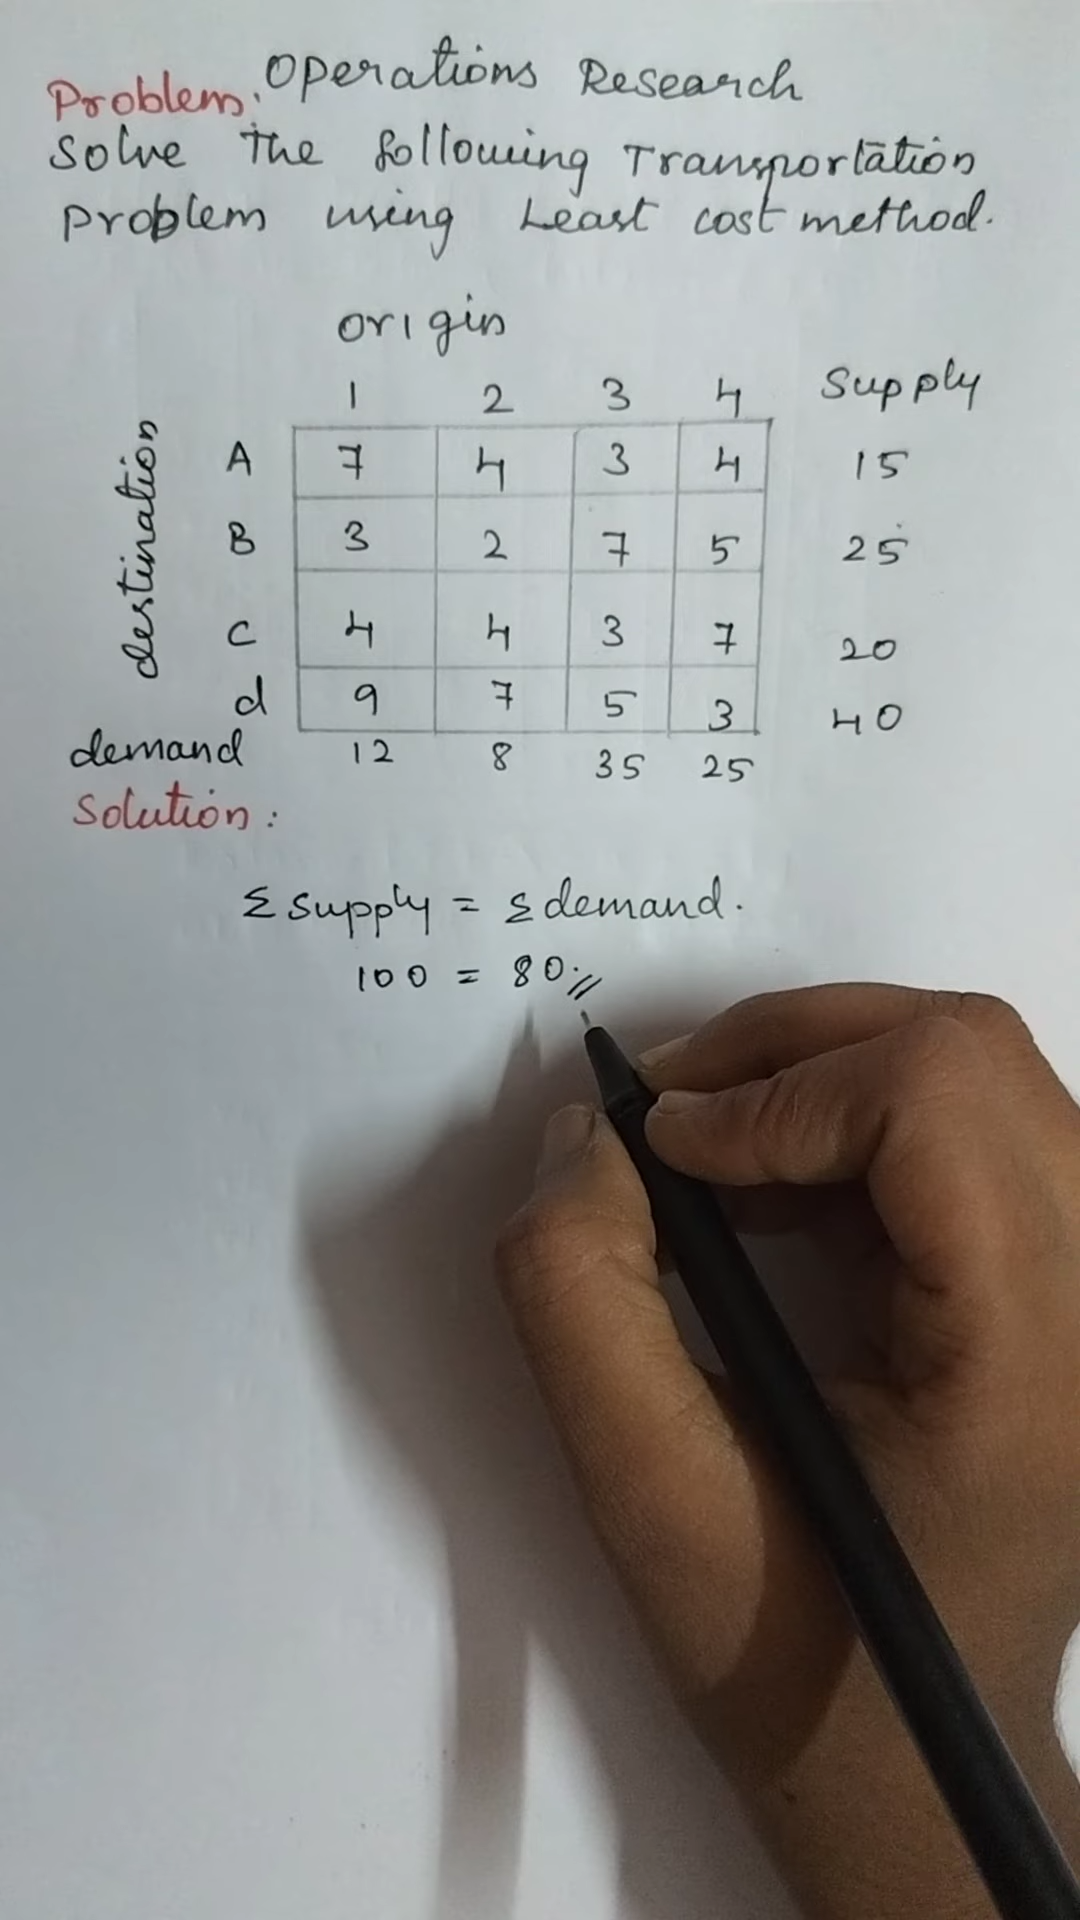 Operations Research
Problem:
Solve the following Transportation
Problem using Least cost method.
origin
1 2 3 4 Supply
destination
A 7 4 3 4 15
B 3 2 7 5 25
C 4 4 3 7 20
d 9 7 5 3 40
demand 12 8 35 25
Solution:
Σ Supply = Σ demand.
100 = 80.//